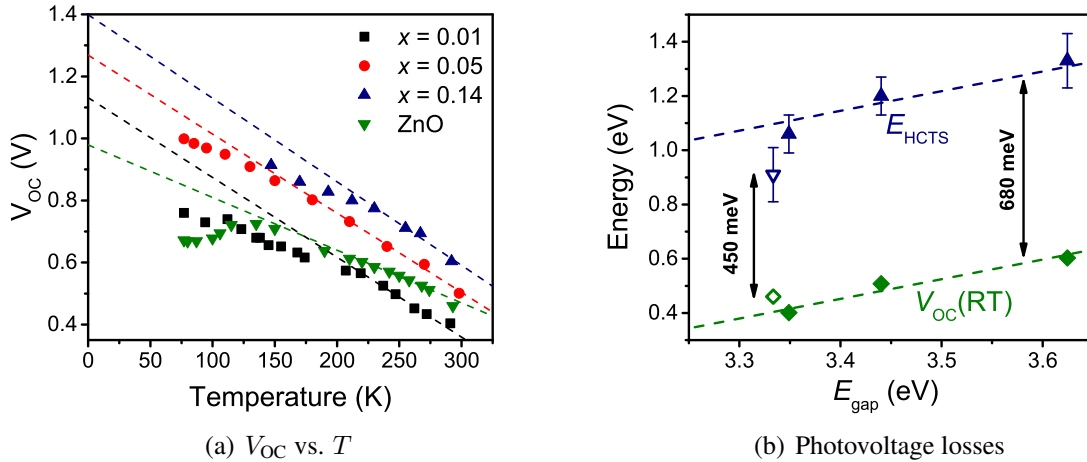 1.4
1.2
1.0
0.8
0.6
0.4
V_OC (V)
x = 0.01
x = 0.05
x = 0.14
ZnO
0 50 100 150 200 250 300
Temperature (K)
(a) V_OC vs. T
1.4
1.2
1.0
0.8
0.6
0.4
Energy (eV)
E_HCTS
450 meV
680 meV
V_OC(RT)
3.3 3.4 3.5 3.6
E_gap (eV)
(b) Photovoltage losses